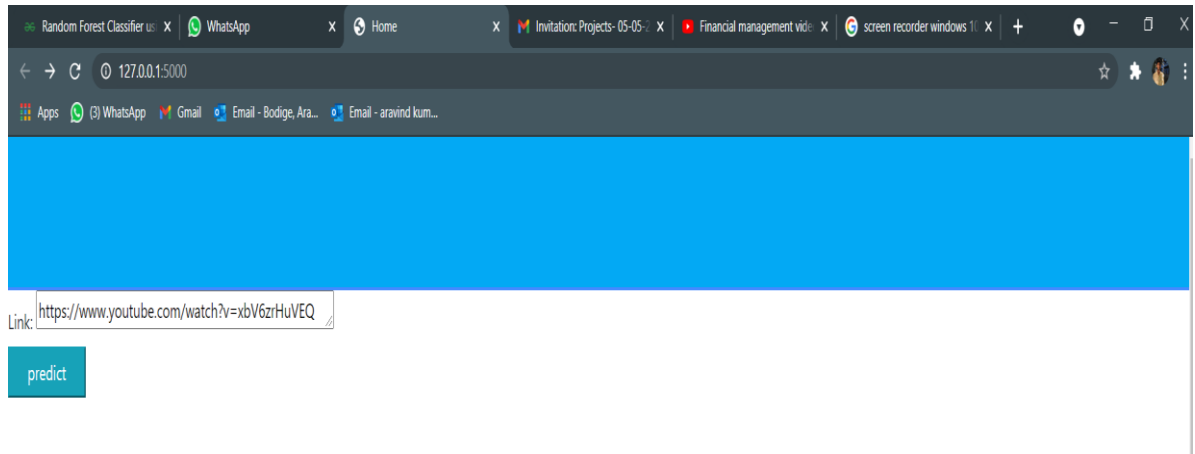 Random Forest Classifier us WhatsApp Home Invitation: Projects- 05-05-2 Financial management vide screen recorder windows 10
127.0.0.1:5000
Apps (3) WhatsApp Gmail Email - Bodige, Ara... Email - aravind kum...
Link: https://www.youtube.com/watch?v=xbV6zrHuVEQ
predict